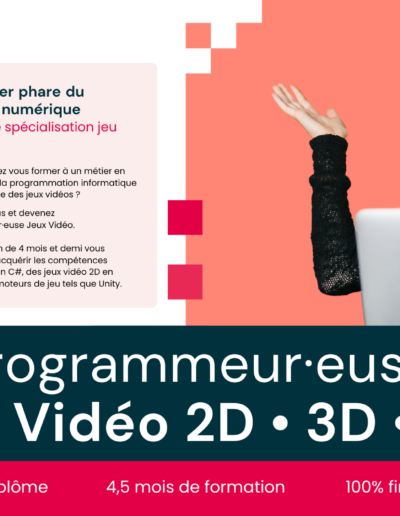 er phare du
numérique
spécialisation jeu
ez vous former à un métier en
la programmation informatique
e des jeux vidéos ?
us et devenez
r·euse Jeux Vidéo.
n de 4 mois et demi vous
acquérir les compétences
n C#, des jeux vidéo 2D en
moteurs de jeu tels que Unity.
rogrammeur·eus
Vidéo 2D • 3D •
plôme 4,5 mois de formation 100% fi